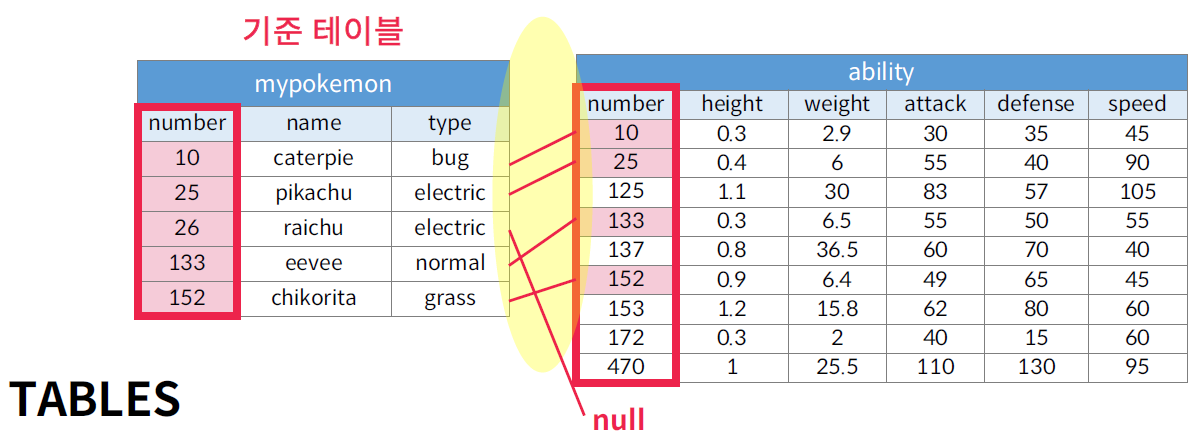 기준 테이블
mypokemon
number name type
10 caterpie bug
25 pikachu electric
26 raichu electric
133 eevee normal
152 chikorita grass
ability
number height weight attack defense speed
10 0.3 2.9 30 35 45
25 0.4 6 55 40 90
125 1.1 30 83 57 105
133 0.3 6.5 55 50 55
137 0.8 36.5 60 70 40
152 0.9 6.4 49 65 45
153 1.2 15.8 62 80 60
172 0.3 2 40 15 60
470 1 25.5 110 130 95
TABLES
null